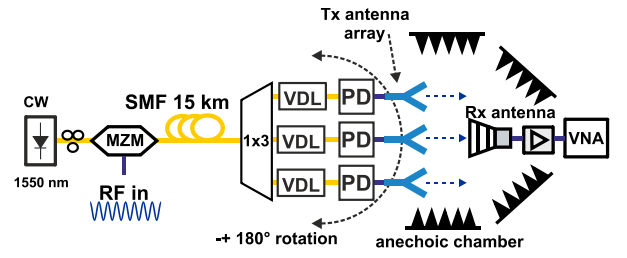 Tx antenna
array
CW
SMF 15 km
VDL
PD
Rx antenna
MZM
1x3
VDL
PD
VNA
1550 nm
RF in
VDL
PD
-+ 180° rotation
anechoic chamber